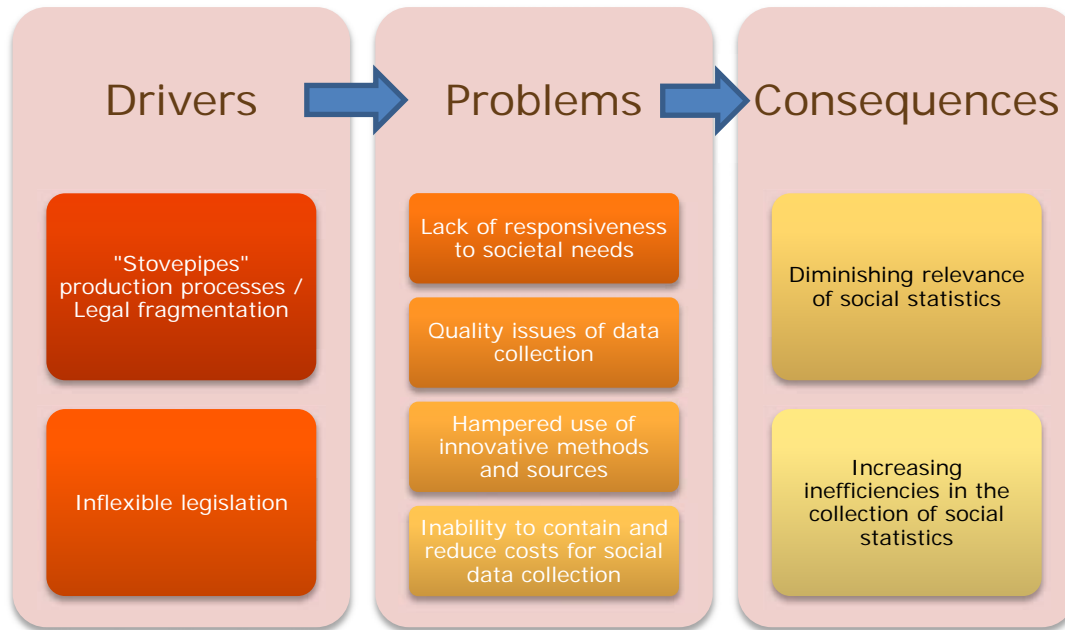 Drivers
Problems
Consequences
"Stovepipes"
production processes /
Legal fragmentation
Inflexible legislation
Lack of responsiveness
to societal needs
Quality issues of data
collection
Hampered use of
innovative methods
and sources
Inability to contain and
reduce costs for social
data collection
Diminishing relevance
of social statistics
Increasing
inefficiencies in the
collection of social
statistics